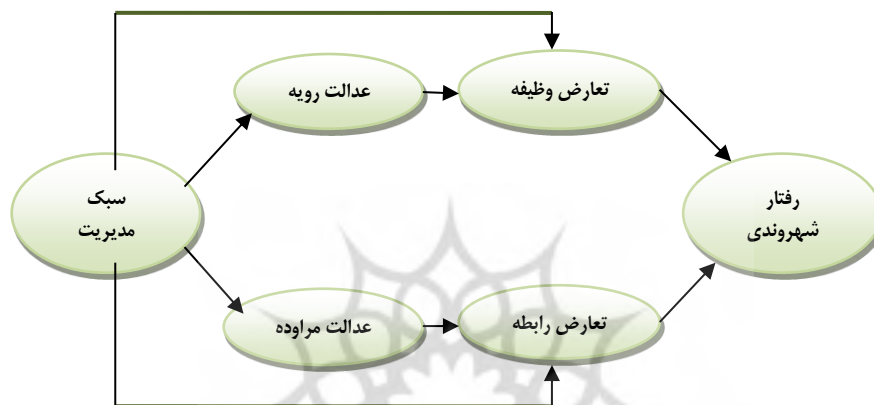 تعارض وظیفه
عدالت رویه
رفتار
شهروندی
سبک
مدیریت
تعارض رابطه
عدالت مراوده